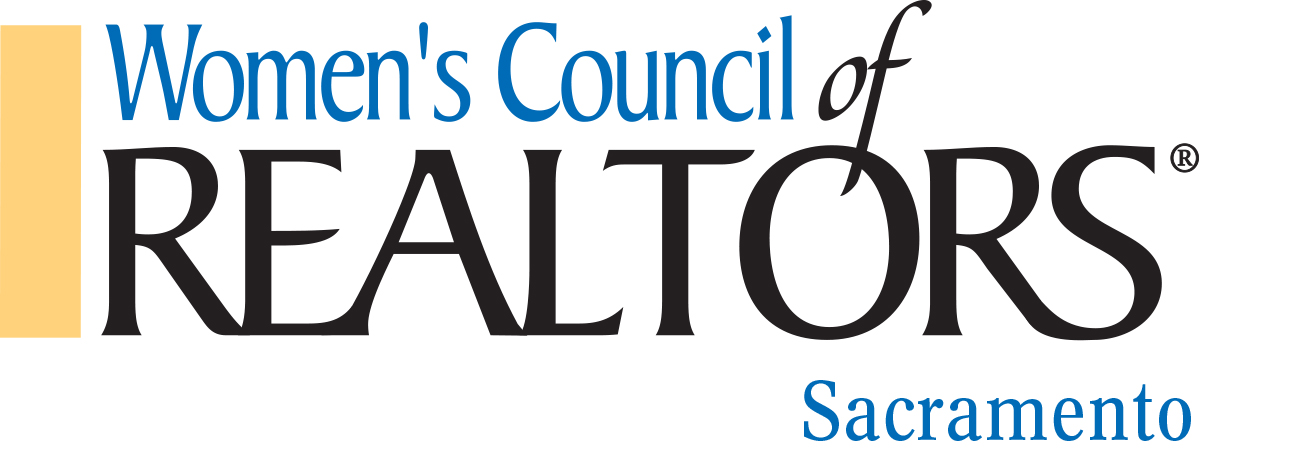 Women's Council of
REALTORS®
Sacramento